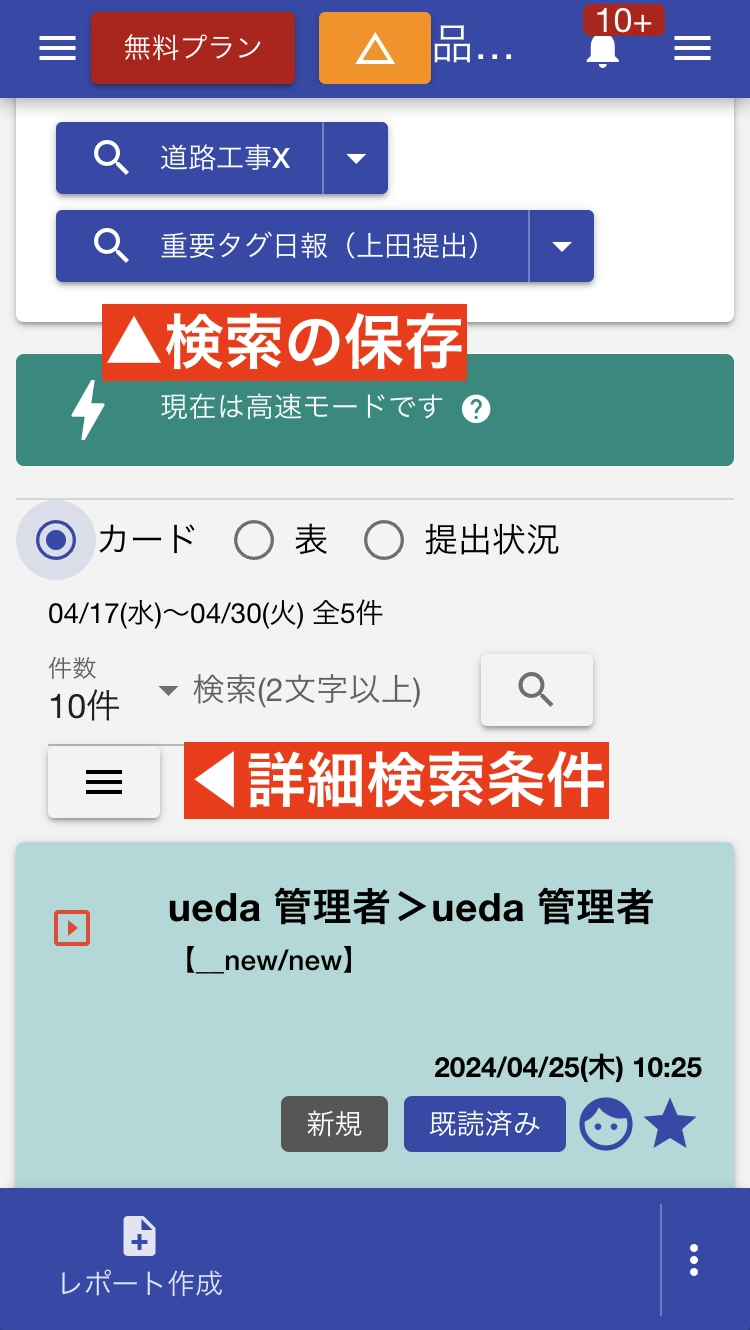 無料プラン
品...
10+
道路工事X
重要タグ日報（上田提出）
▲検索の保存
現在は高速モードです ?
カード 表 提出状況
04/17(水)〜04/30(火) 全5件
件数
10件 検索(2文字以上)
◀詳細検索条件
ueda 管理者＞ueda 管理者
【__new/new】
2024/04/25(木) 10:25
新規 既読済み
レポート作成